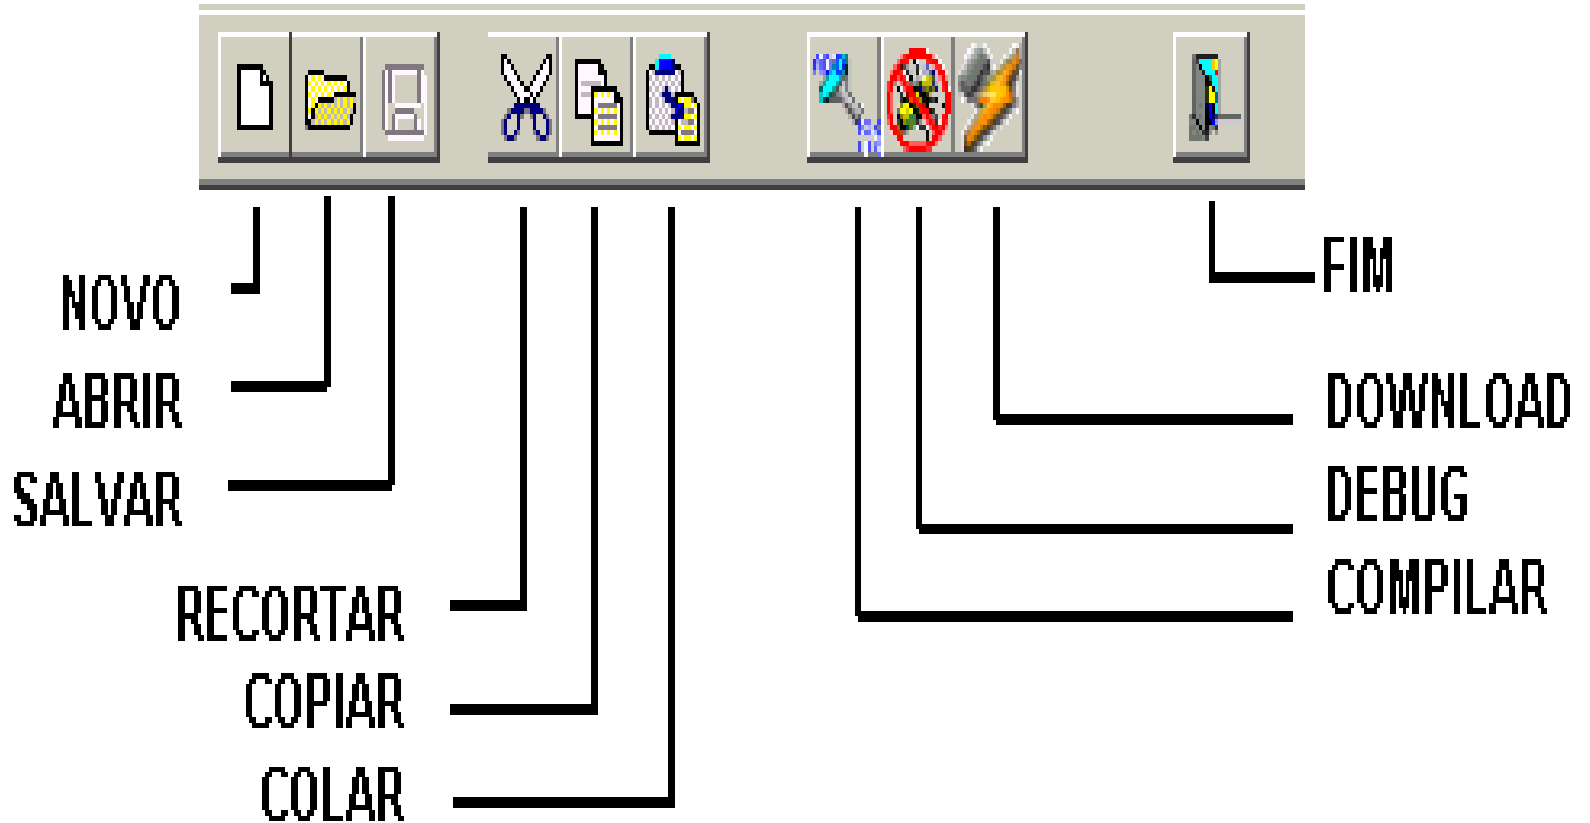 NOVO
ABRIR
SALVAR
RECORTAR
COPIAR
COLAR
FIM
DOWNLOAD
DEBUG
COMPILAR